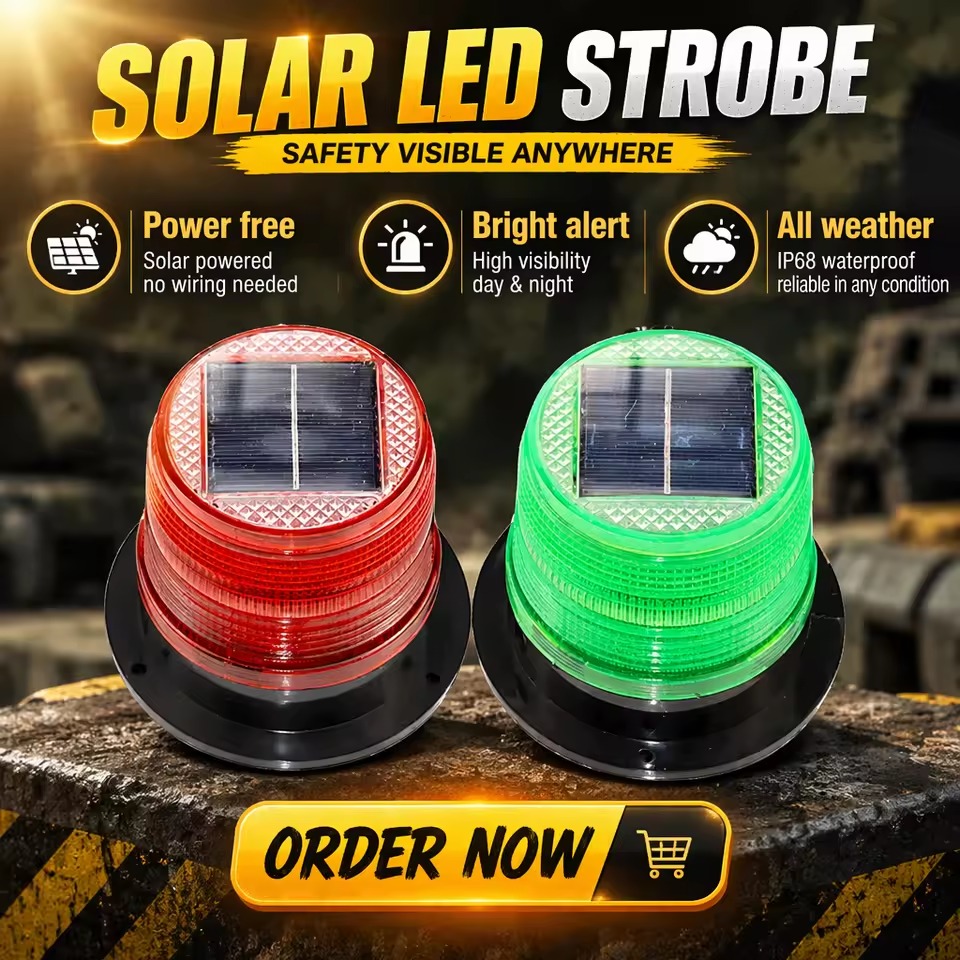 SOLAR LED STROBE
SAFETY VISIBLE ANYWHERE
Power free
Solar powered
no wiring needed
Bright alert
High visibility
day & night
All weather
IP68 waterproof
reliable in any condition
ORDER NOW